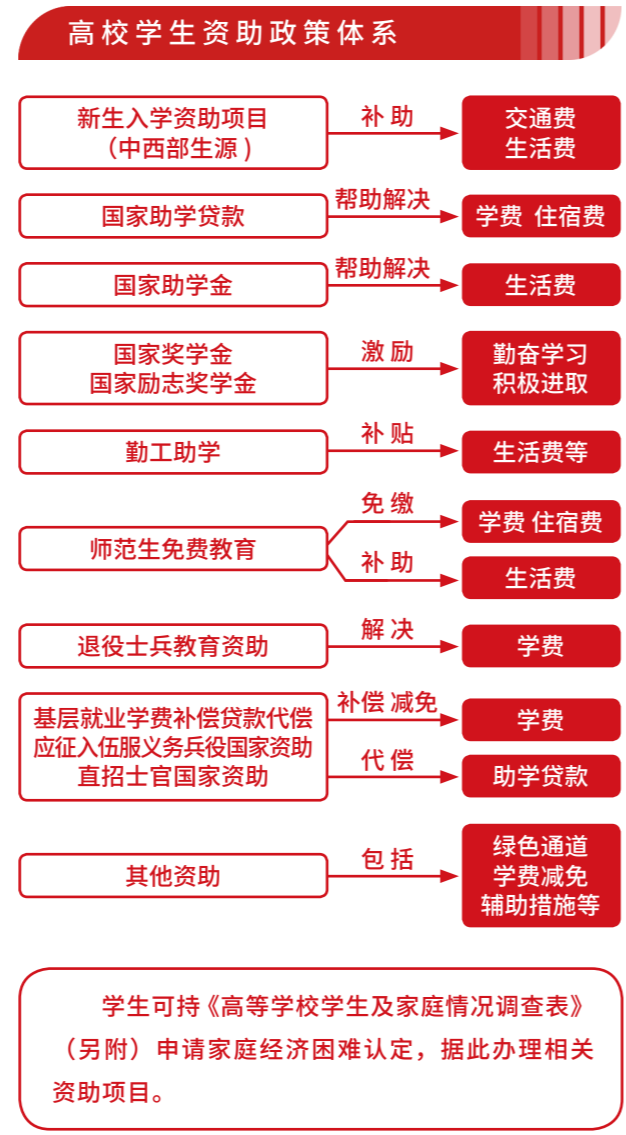 高校学生资助政策体系
新生入学资助项目
（中西部生源)
补助
交通费
生活费
国家助学贷款
帮助解决
学费 住宿费
国家助学金
帮助解决
生活费
国家奖学金
国家励志奖学金
激励
勤奋学习
积极进取
勤工助学
补贴
生活费等
师范生免费教育
免缴
学费 住宿费
补助
生活费
退役士兵教育资助
解决
学费
基层就业学费补偿贷款代偿
应征入伍服义务兵役国家资助
直招士官国家资助
补偿 减免
学费
代偿
助学贷款
其他资助
包括
绿色通道
学费减免
辅助措施等
学生可持《高等学校学生及家庭情况调查表》
（另附）申请家庭经济困难认定，据此办理相关
资助项目。